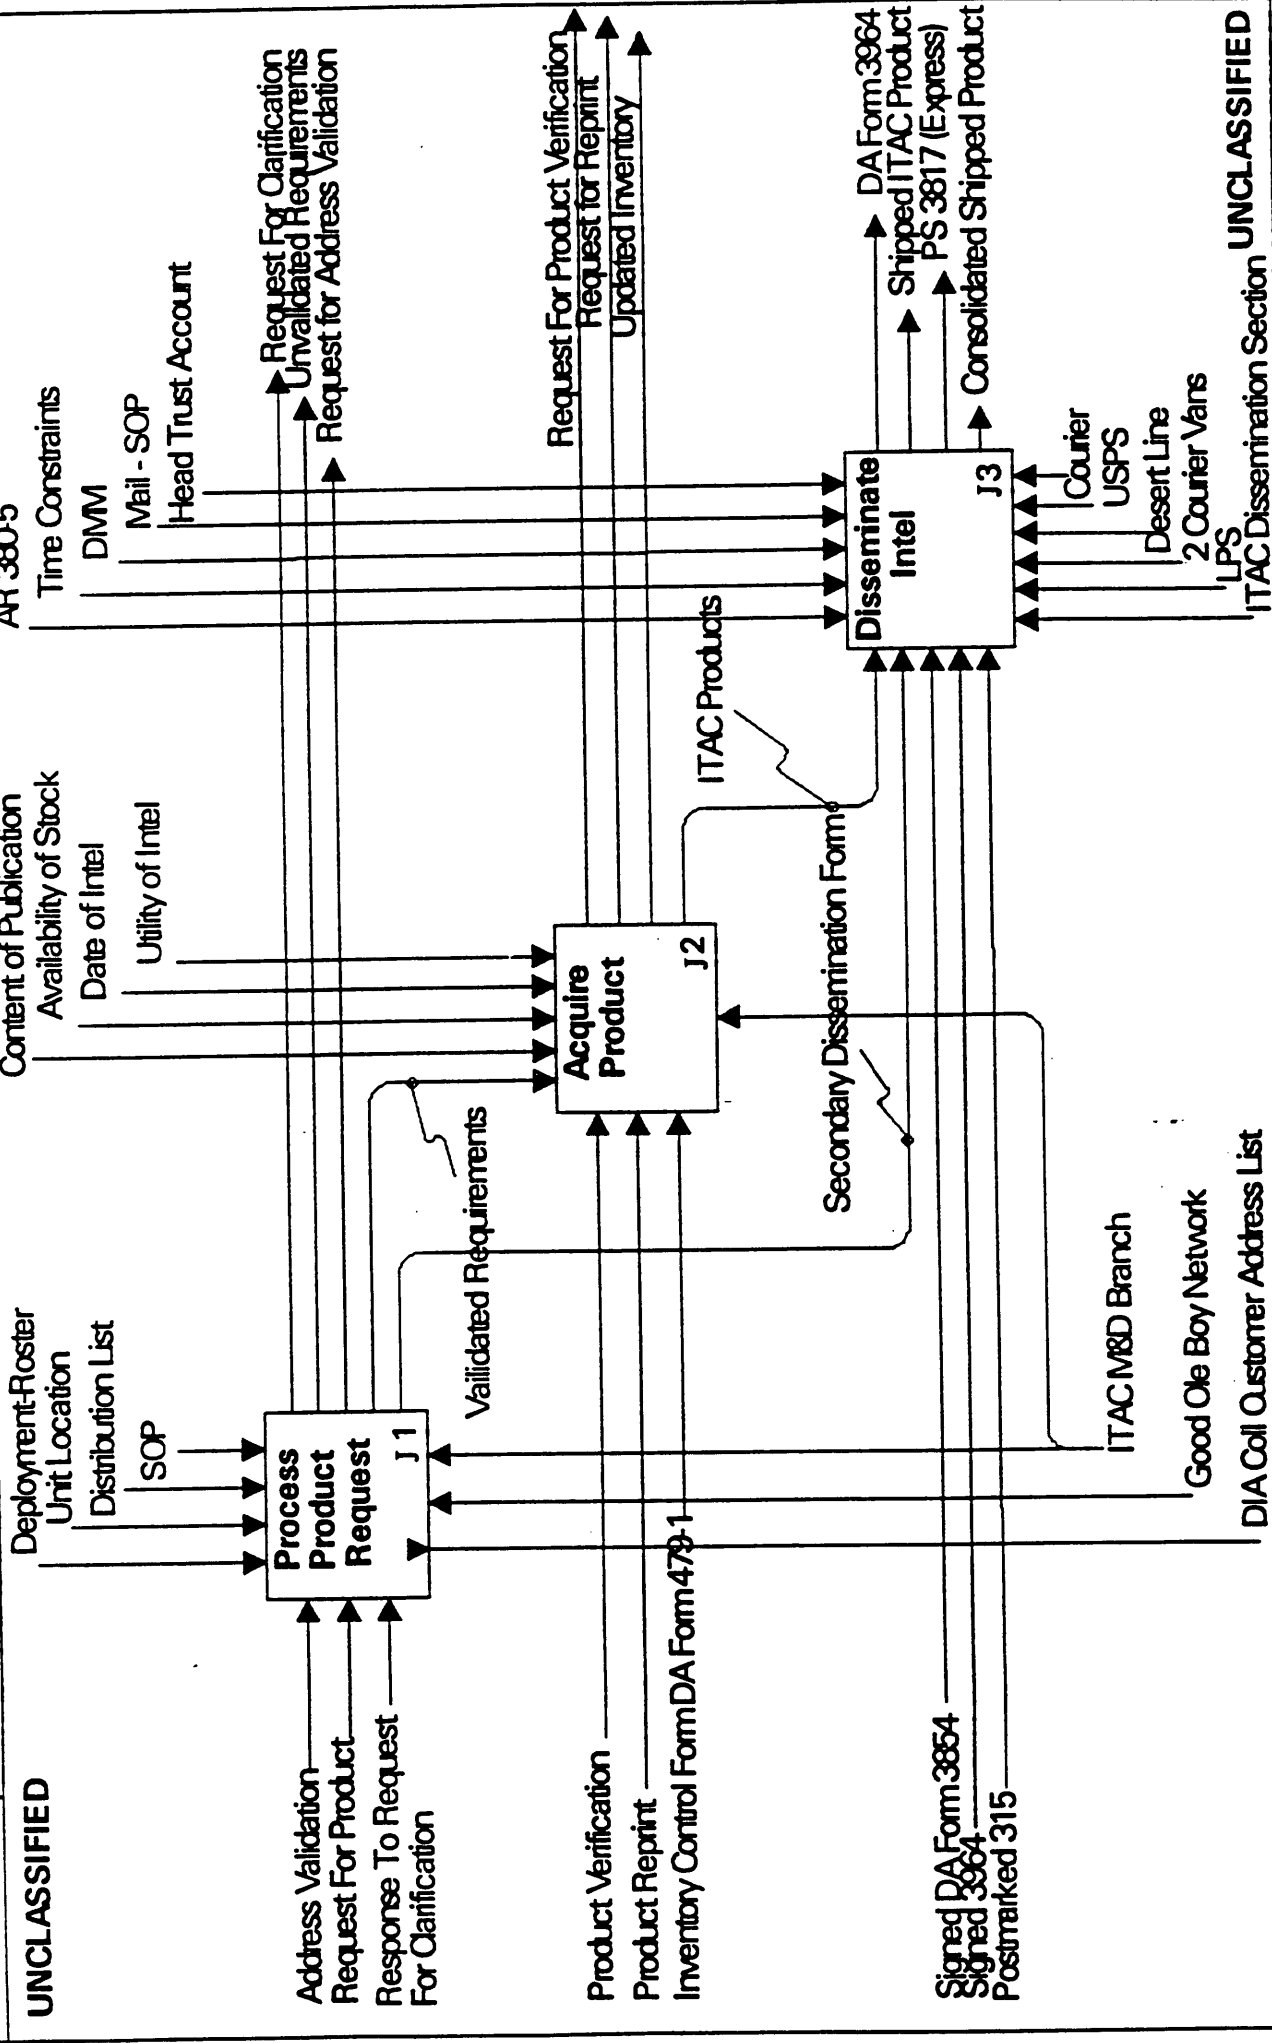 UNCLASSIFIED
Deployment-Roster
Unit Location
Distribution List
SOP
Content of Publication
Availability of Stock
Date of Intel
Utility of Intel
AR 380-5
Time Constraints
DMM
Mail - SOP
Head Trust Account
Address Validation
Request For Product
Response To Request
For Clarification
Process
Product
Request
J1
Request For Clarification
Unvalidated Requirements
Request for Address Validation
Vailidated Requirements
Product Verification
Product Reprint
Inventory Control Form DA Form 479-1
Acquire
Product
J2
Request For Product Verification
Request for Reprint
Updated Inventory
ITAC Products
Secondary Dissemination Form
Signed DA Form 3854
Signed 3964
Postmarked 315
Disseminate
Intel
J3
DA Form 3964
Shipped ITAC Product
PS 3817 (Express)
Consolidated Shipped Product
ITAC M&D Branch
Good Ole Boy Network
DIA Coll Customer Address List
Courier
USPS
Desert Line
2 Courier Vans
LPS
ITAC Dissemination Section
UNCLASSIFIED